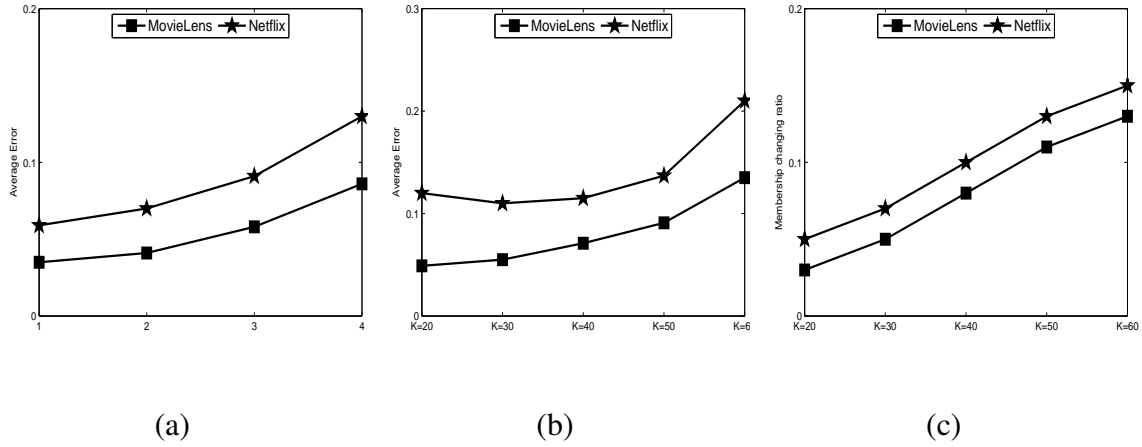 0.2
MovieLens Netflix
Average Error
0.1
0
1 2 3 4
(a)
0.3
MovieLens Netflix
0.2
Average Error
0.1
0
K=20 K=30 K=40 K=50 K=6
(b)
0.2
MovieLens Netflix
Membership changing ratio
0.1
0
K=20 K=30 K=40 K=50 K=60
(c)